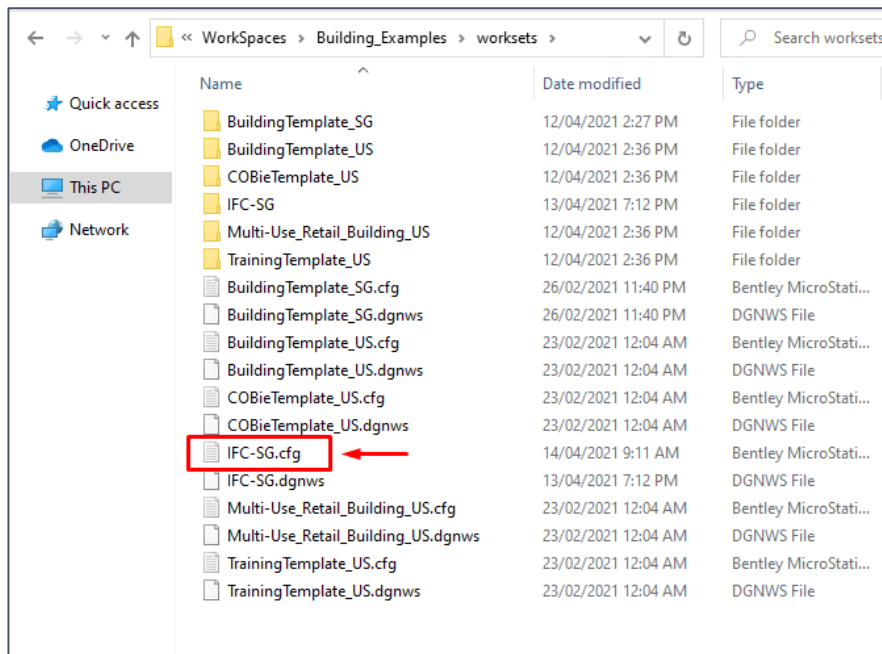 « WorkSpaces > Building_Examples > worksets > Search worksets
Name Date modified Type
Quick access
OneDrive
This PC
Network
BuildingTemplate_SG 12/04/2021 2:27 PM File folder
BuildingTemplate_US 12/04/2021 2:36 PM File folder
COBieTemplate_US 12/04/2021 2:36 PM File folder
IFC-SG 13/04/2021 7:12 PM File folder
Multi-Use_Retail_Building_US 12/04/2021 2:36 PM File folder
TrainingTemplate_US 12/04/2021 2:36 PM File folder
BuildingTemplate_SG.cfg 26/02/2021 11:40 PM Bentley MicroStati...
BuildingTemplate_SG.dgnws 26/02/2021 11:40 PM DGNWS File
BuildingTemplate_US.cfg 23/02/2021 12:04 AM Bentley MicroStati...
BuildingTemplate_US.dgnws 23/02/2021 12:04 AM DGNWS File
COBieTemplate_US.cfg 23/02/2021 12:04 AM Bentley MicroStati...
COBieTemplate_US.dgnws 23/02/2021 12:04 AM DGNWS File
IFC-SG.cfg 14/04/2021 9:11 AM Bentley MicroStati...
IFC-SG.dgnws 13/04/2021 7:12 PM DGNWS File
Multi-Use_Retail_Building_US.cfg 23/02/2021 12:04 AM Bentley MicroStati...
Multi-Use_Retail_Building_US.dgnws 23/02/2021 12:04 AM DGNWS File
TrainingTemplate_US.cfg 23/02/2021 12:04 AM Bentley MicroStati...
TrainingTemplate_US.dgnws 23/02/2021 12:04 AM DGNWS File